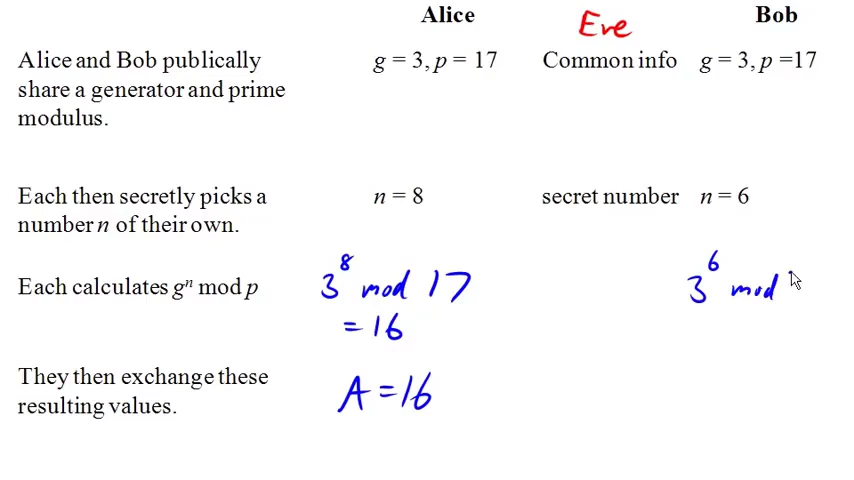 Alice Eve Bob
Alice and Bob publically g = 3, p = 17 Common info g = 3, p =17
share a generator and prime
modulus.
Each then secretly picks a n = 8 secret number n = 6
number n of their own.
Each calculates gⁿ mod p 3⁸ mod 17 3⁶ mod
= 16
They then exchange these A = 16
resulting values.